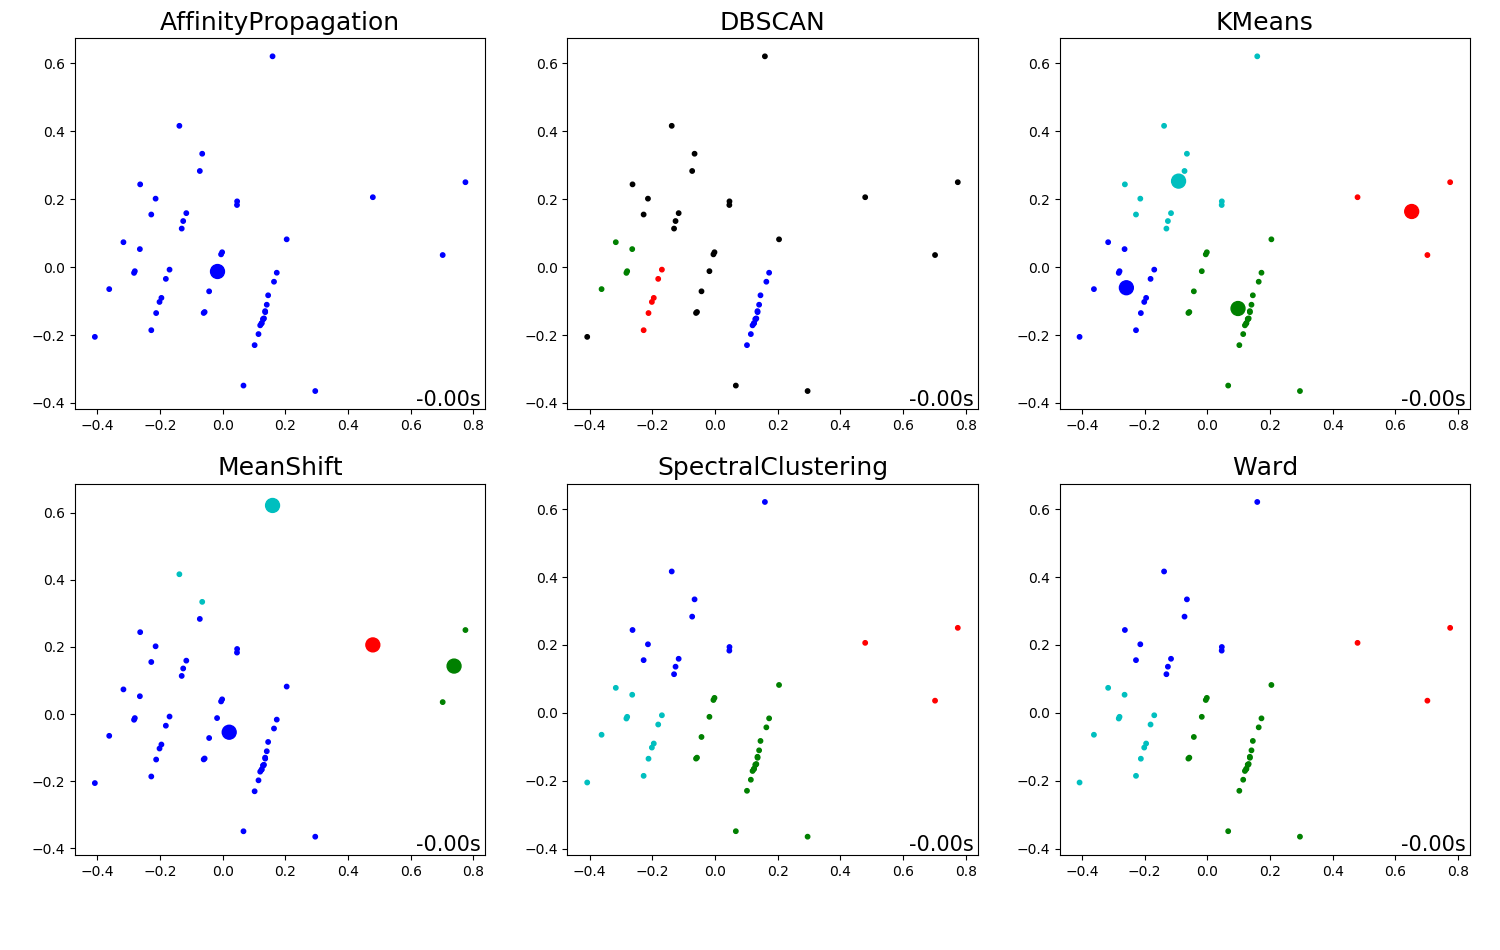 AffinityPropagation DBSCAN KMeans
0.6 0.6 0.6
0.4 0.4 0.4
0.2 0.2 0.2
0.0 0.0 0.0
−0.2 −0.2 −0.2
−0.4 -0.00s −0.4 -0.00s −0.4 -0.00s
−0.4 −0.2 0.0 0.2 0.4 0.6 0.8 −0.4 −0.2 0.0 0.2 0.4 0.6 0.8 −0.4 −0.2 0.0 0.2 0.4 0.6 0.8
MeanShift SpectralClustering Ward
0.6 0.6 0.6
0.4 0.4 0.4
0.2 0.2 0.2
0.0 0.0 0.0
−0.2 −0.2 −0.2
−0.4 -0.00s −0.4 -0.00s −0.4 -0.00s
−0.4 −0.2 0.0 0.2 0.4 0.6 0.8 −0.4 −0.2 0.0 0.2 0.4 0.6 0.8 −0.4 −0.2 0.0 0.2 0.4 0.6 0.8